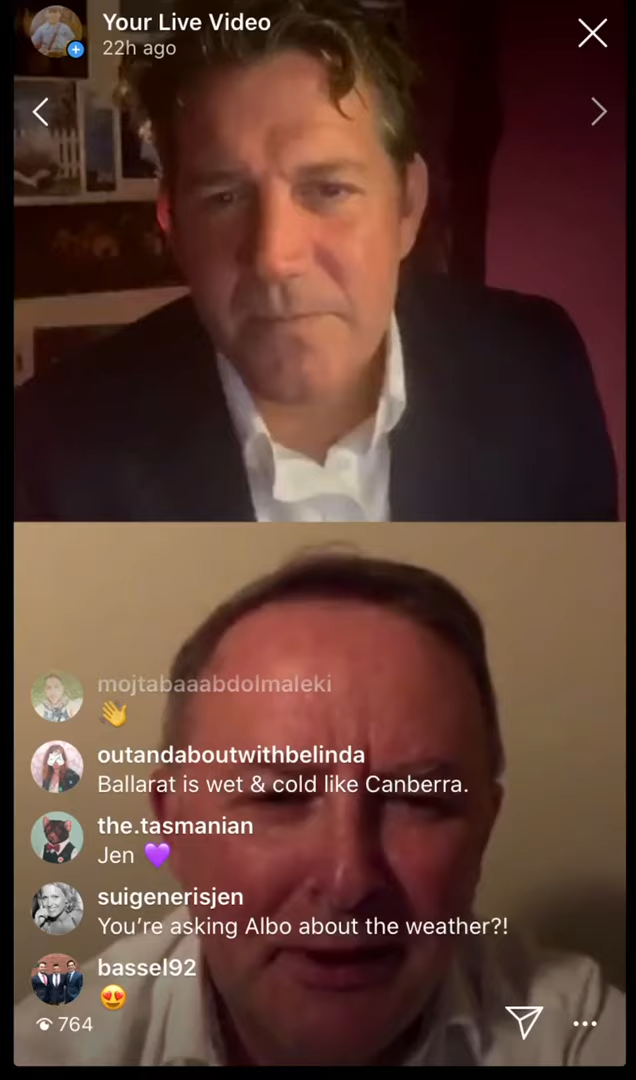 Your Live Video
22h ago
mojtabaaabdolmaleki
👋
outandaboutwithbelinda
Ballarat is wet & cold like Canberra.
the.tasmanian
Jen 💜
suigenerisjen
You’re asking Albo about the weather?!
bassel92
😍
764